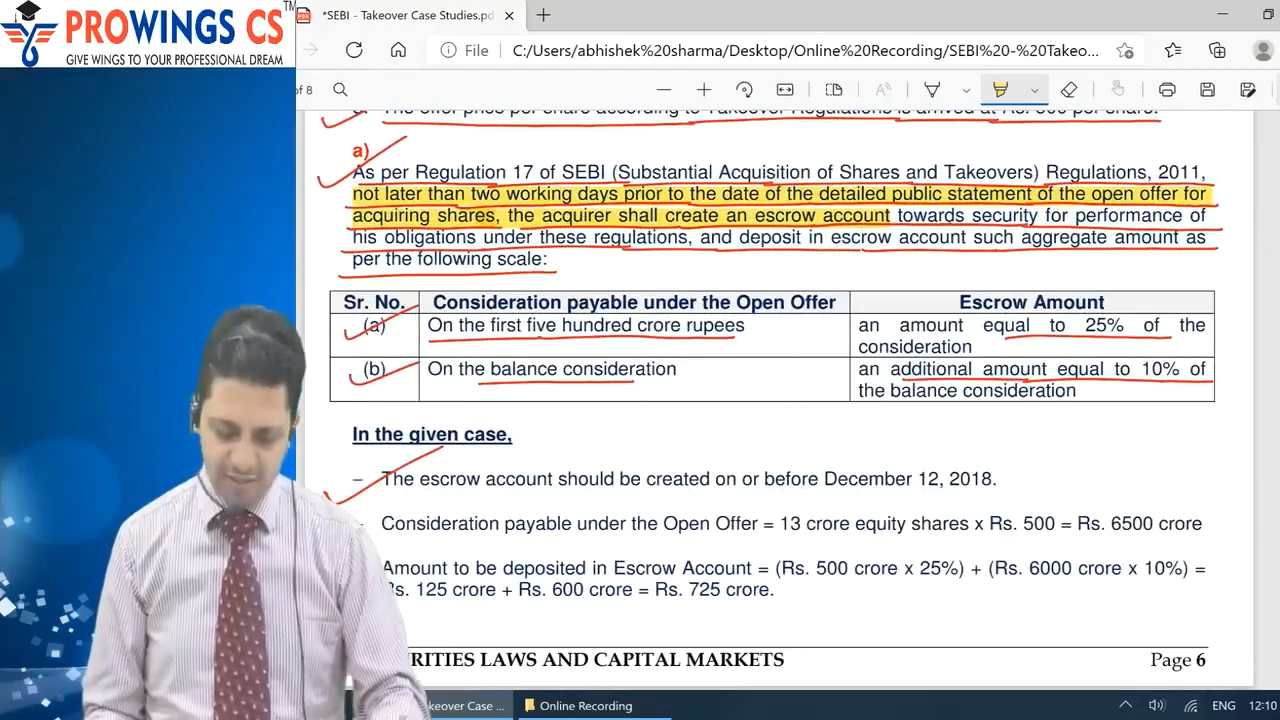 PROWINGS CS
TM
GIVE WINGS TO YOUR PROFESSIONAL DREAM
*SEBI - Takeover Case Studies.pd
File
C:/Users/abhishek%20sharma/Desktop/Online%20Recording/SEBI%20-%20Takeo...
of 8
a)
As per Regulation 17 of SEBI (Substantial Acquisition of Shares and Takeovers) Regulations, 2011,
not later than two working days prior to the date of the detailed public statement of the open offer for
acquiring shares, the acquirer shall create an escrow account towards security for performance of
his obligations under these regulations, and deposit in escrow account such aggregate amount as
per the following scale:
Sr. No. Consideration payable under the Open Offer Escrow Amount
(a) On the first five hundred crore rupees an amount equal to 25% of the
consideration
(b) On the balance consideration an additional amount equal to 10% of
the balance consideration
In the given case,
– The escrow account should be created on or before December 12, 2018.
Consideration payable under the Open Offer = 13 crore equity shares x Rs. 500 = Rs. 6500 crore
Amount to be deposited in Escrow Account = (Rs. 500 crore x 25%) + (Rs. 6000 crore x 10%) =
Rs. 125 crore + Rs. 600 crore = Rs. 725 crore.
RITIES LAWS AND CAPITAL MARKETS
Page 6
keover Case ...
Online Recording
ENG
12:10